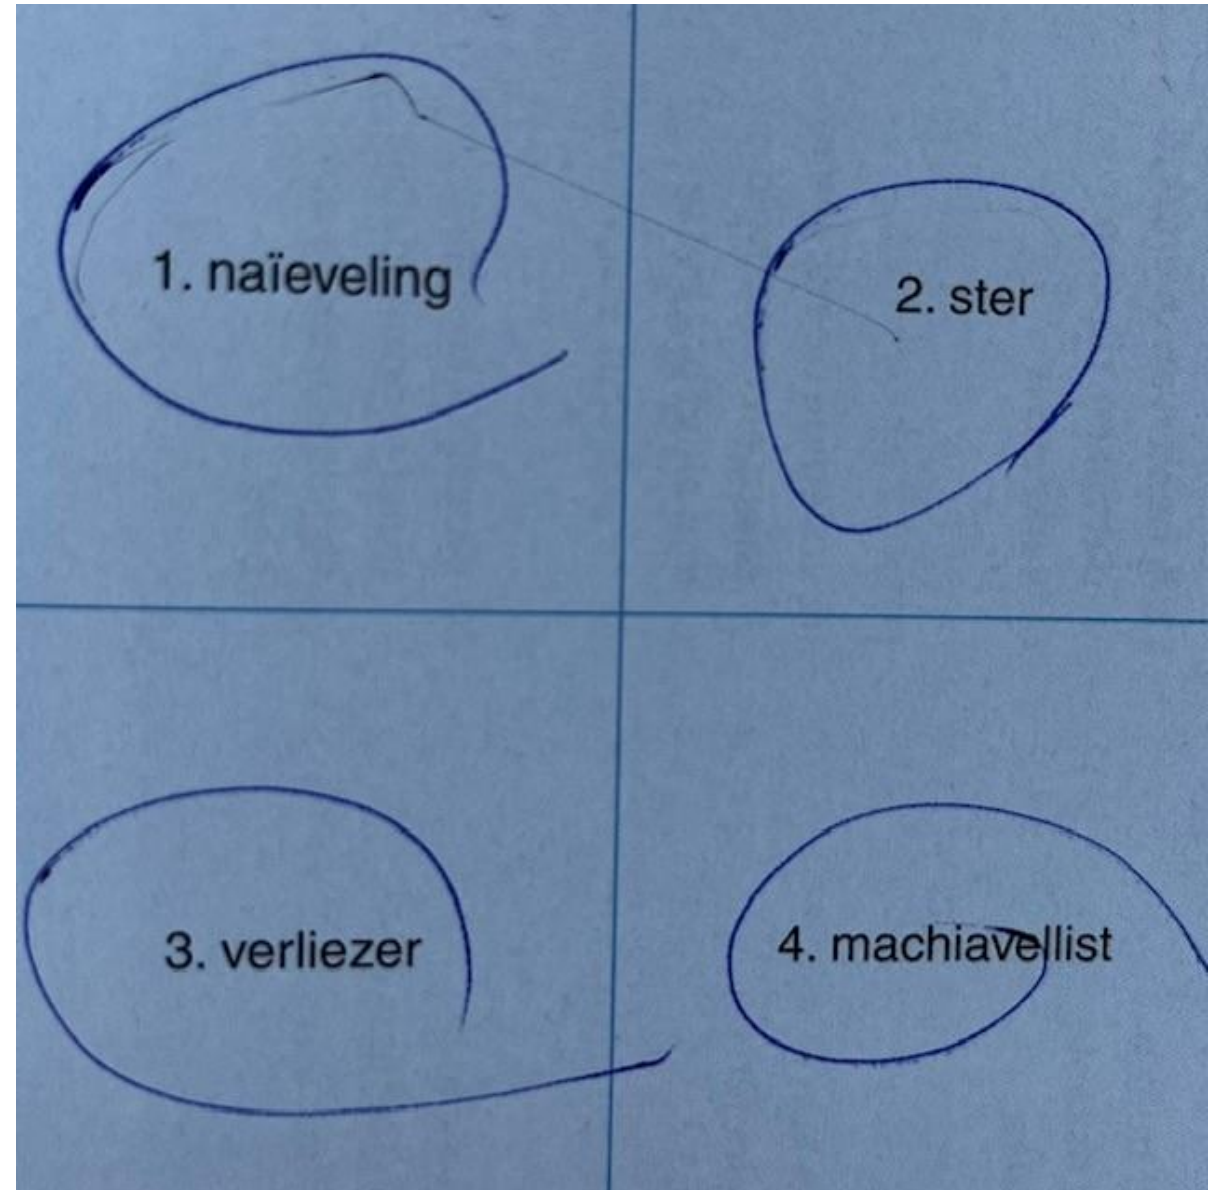 1. naïeveling
2. ster
3. verliezer
4. machiavellist